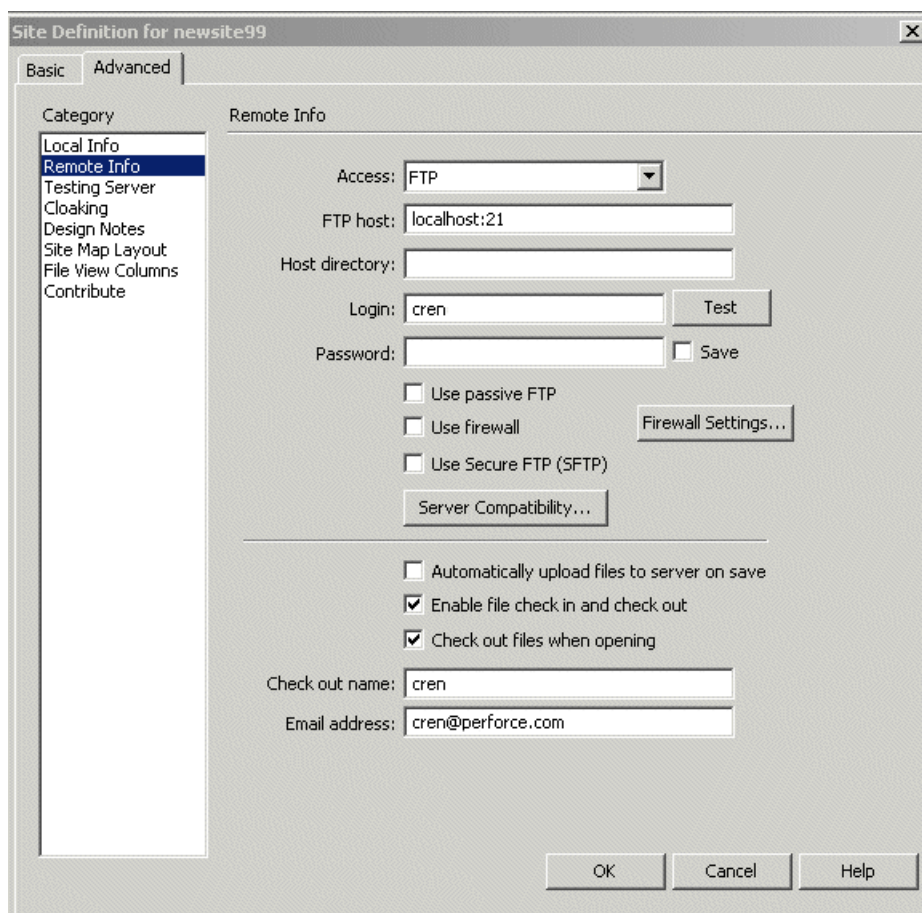 Site Definition for newsite99
Basic Advanced
Category
Local Info
Remote Info
Testing Server
Cloaking
Design Notes
Site Map Layout
File View Columns
Contribute
Remote Info
Access: FTP
FTP host: localhost:21
Host directory:
Login: cren Test
Password: Save
Use passive FTP
Use firewall Firewall Settings...
Use Secure FTP (SFTP)
Server Compatibility...
Automatically upload files to server on save
Enable file check in and check out
Check out files when opening
Check out name: cren
Email address: cren@perforce.com
OK Cancel Help